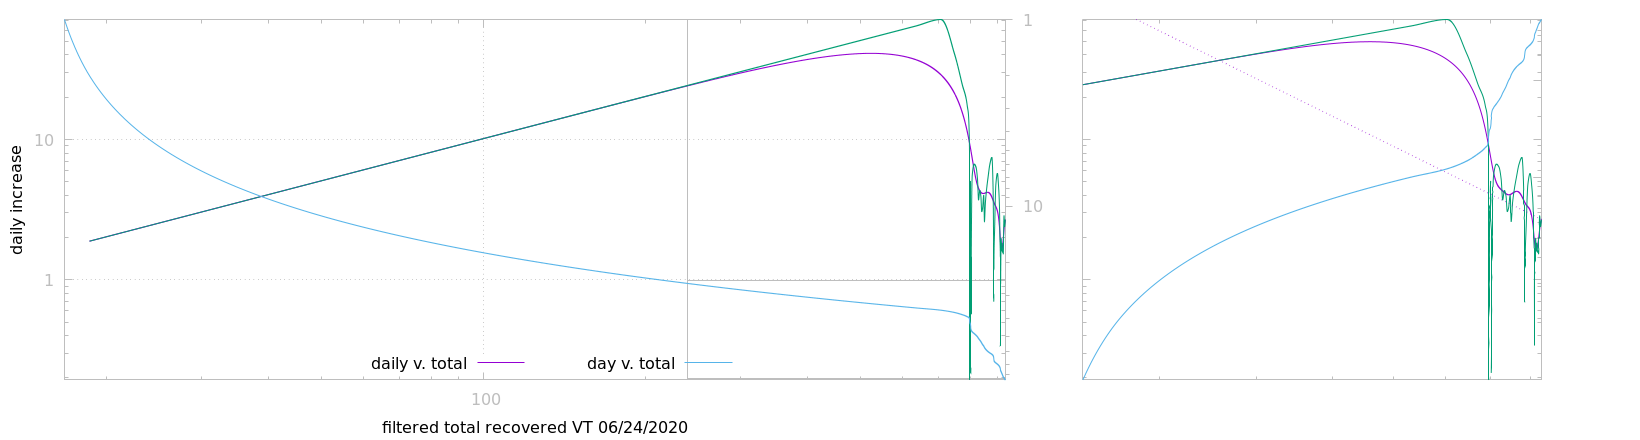 1
10
10
daily increase
1
daily v. total
day v. total
100
filtered total recovered VT 06/24/2020